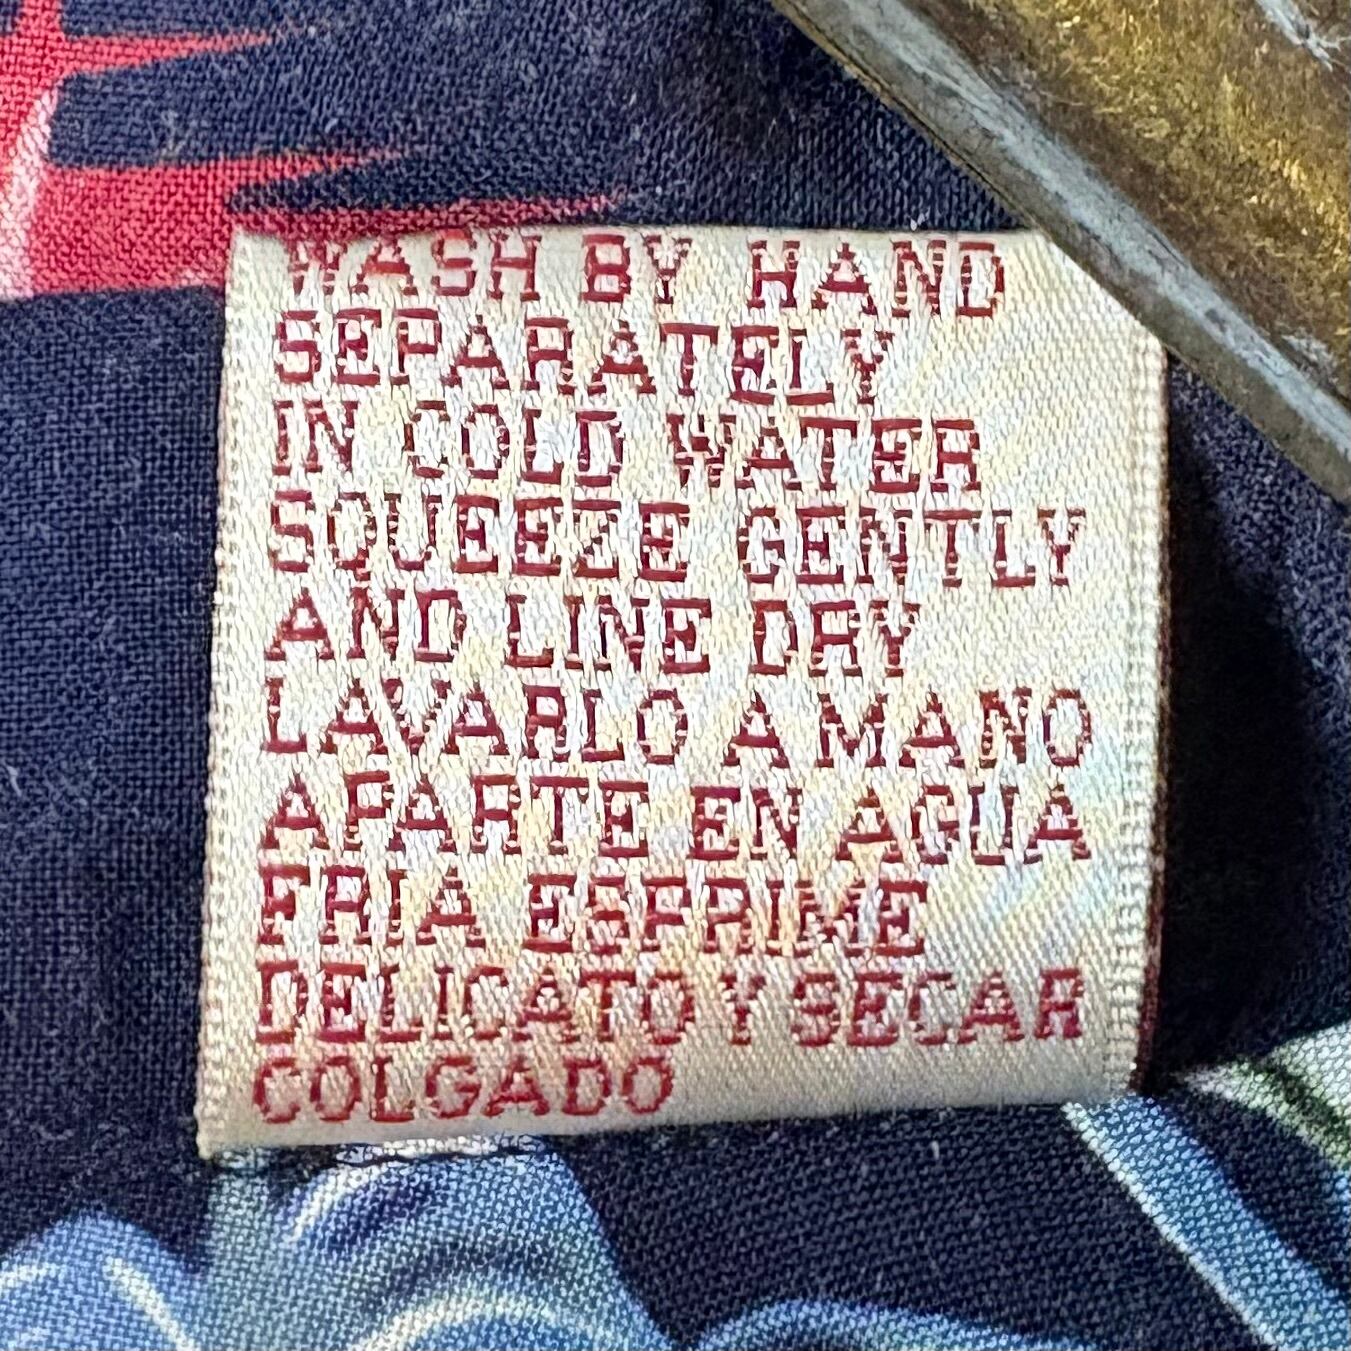 WASH BY HAND
SEPARATELY
IN COLD WATER
SQUEEZE GENTLY
AND LINE DRY
LAVARLO A MANO
APARTE EN AGUA
FRIA ESPRIME
DELICATO Y SECAR
COLGADO